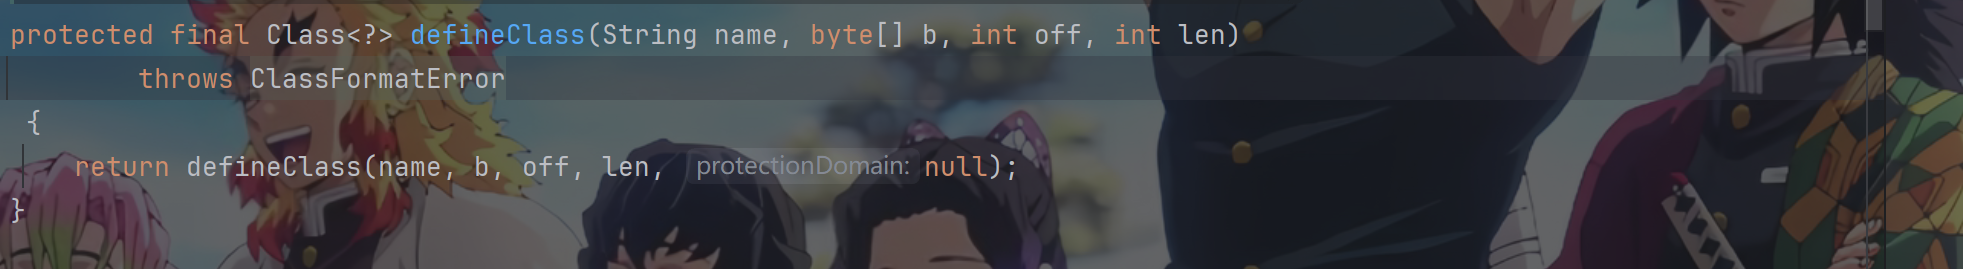 protected final Class<?> defineClass(String name, byte[] b, int off, int len)
throws ClassFormatError
{
return defineClass(name, b, off, len, protectionDomain: null);
}